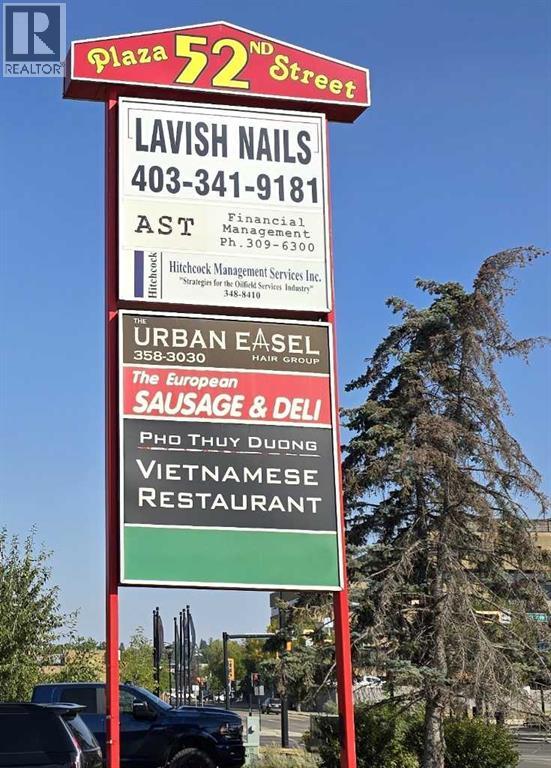 REALTOR®
Plaza 52ND Street
LAVISH NAILS
403-341-9181
AST
Financial
Management
Ph.309-6300
Hitchcock
Hitchcock Management Services Inc.
"Strategies for the Oilfield Services Industry"
348-8410
THE
URBAN EASEL
358-3030
HAIR GROUP
The European
SAUSAGE & DELI
PHO THUY DUONG
VIETNAMESE
RESTAURANT